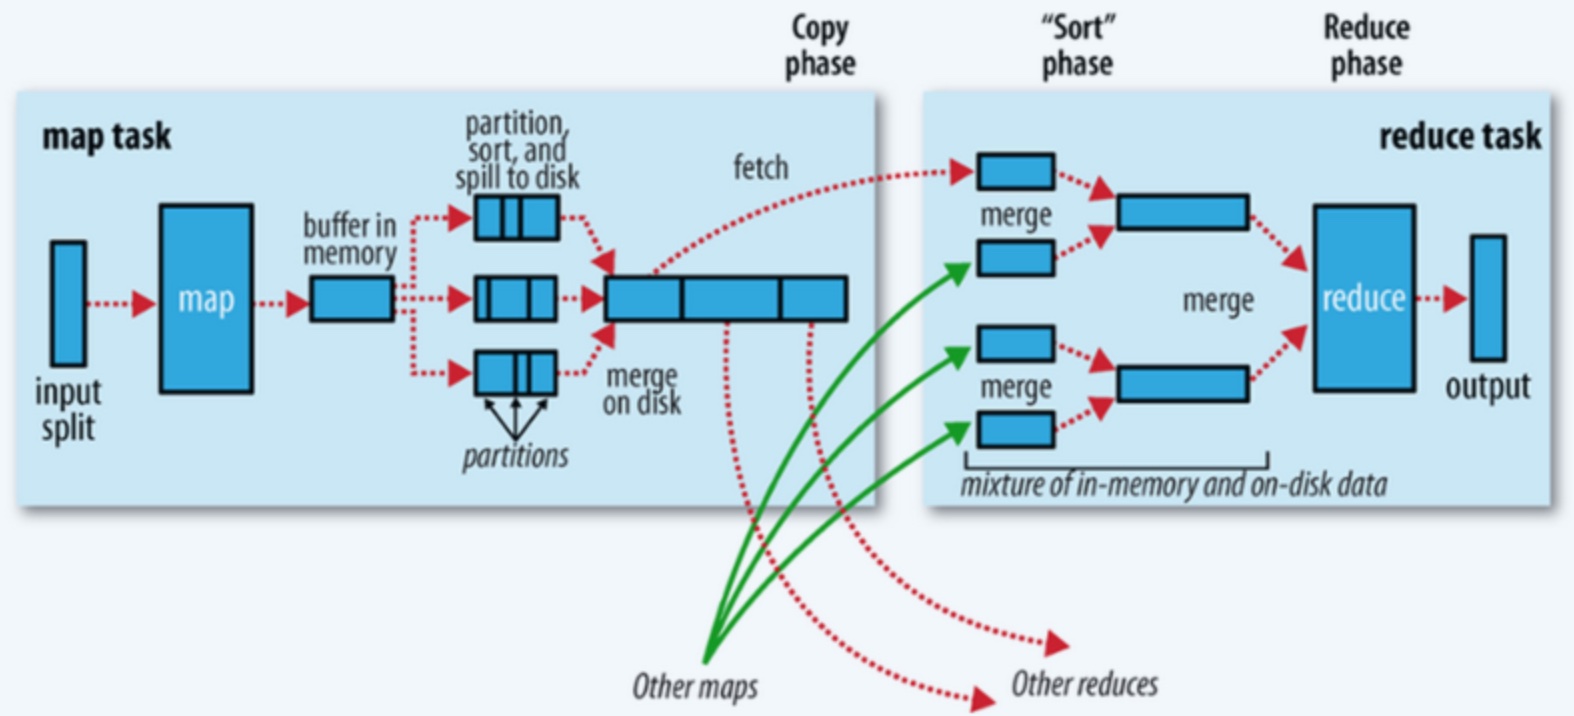 Copy
phase
“Sort”
phase
Reduce
phase
map task
partition,
sort, and
spill to disk
fetch
buffer in
memory
map
input
split
merge
on disk
partitions
reduce task
merge
merge
merge
reduce
output
mixture of in-memory and on-disk data
Other maps
Other reduces